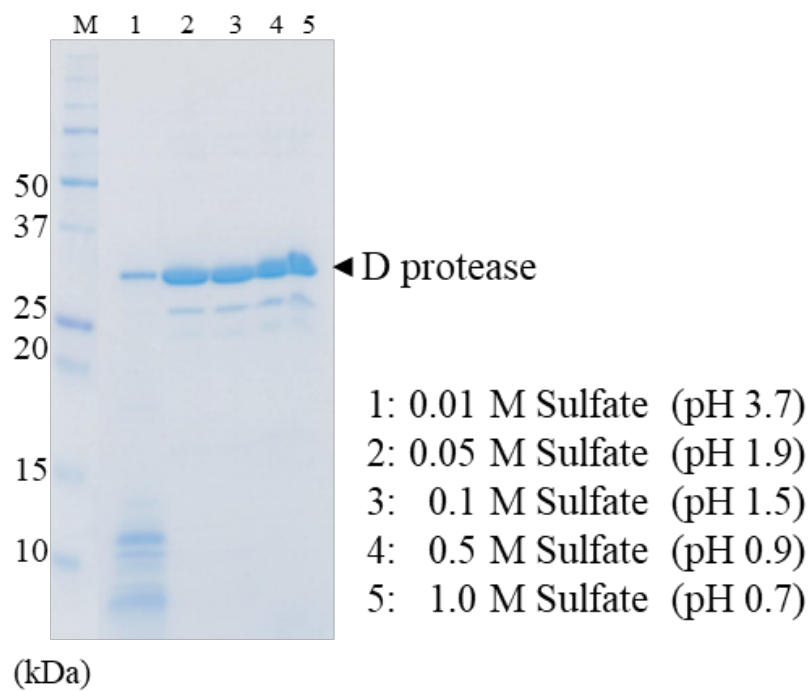 M 1 2 3 4 5
50
37
◄ D protease
25
20
1: 0.01 M Sulfate (pH 3.7)
2: 0.05 M Sulfate (pH 1.9)
15
3: 0.1 M Sulfate (pH 1.5)
10
4: 0.5 M Sulfate (pH 0.9)
5: 1.0 M Sulfate (pH 0.7)
(kDa)